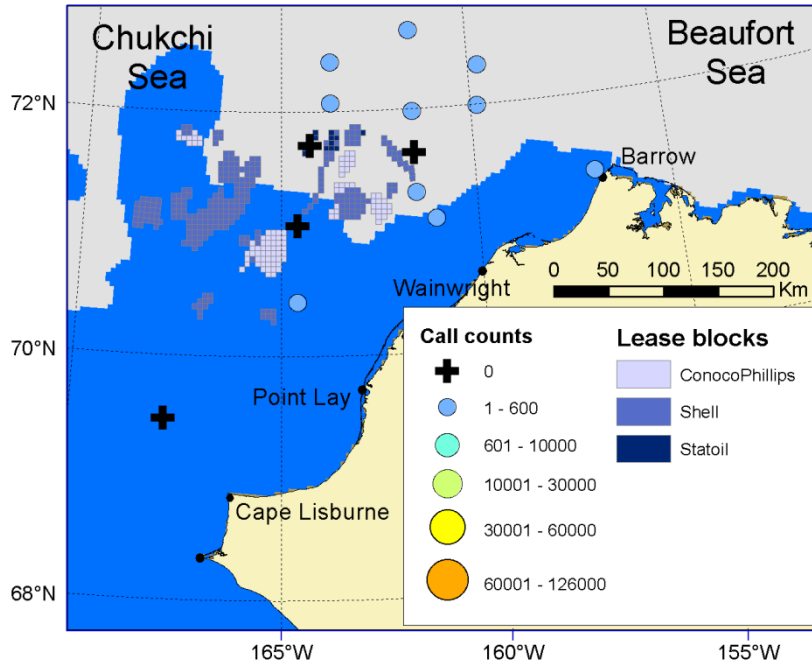 Chukchi
Sea
Beaufort
Sea
72°N
Barrow
Wainwright
0 50 100 150 200
Km
70°N
Point Lay
Cape Lisburne
68°N
Call counts
0
1 - 600
601 - 10000
10001 - 30000
30001 - 60000
60001 - 126000
Lease blocks
ConocoPhillips
Shell
Statoil
165°W
160°W
155°W